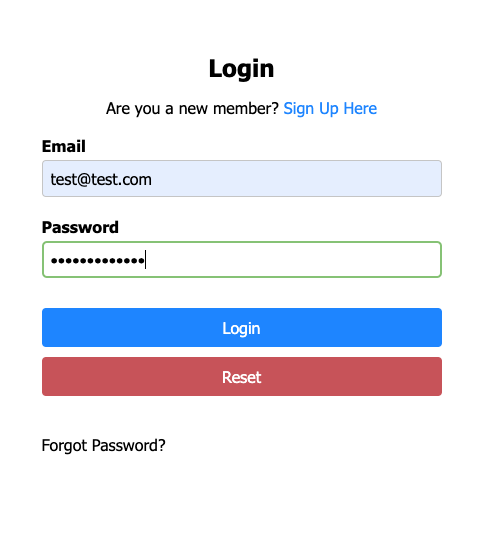 Login
Are you a new member? Sign Up Here
Email
test@test.com
Password
•••••••••••••
Login
Reset
Forgot Password?